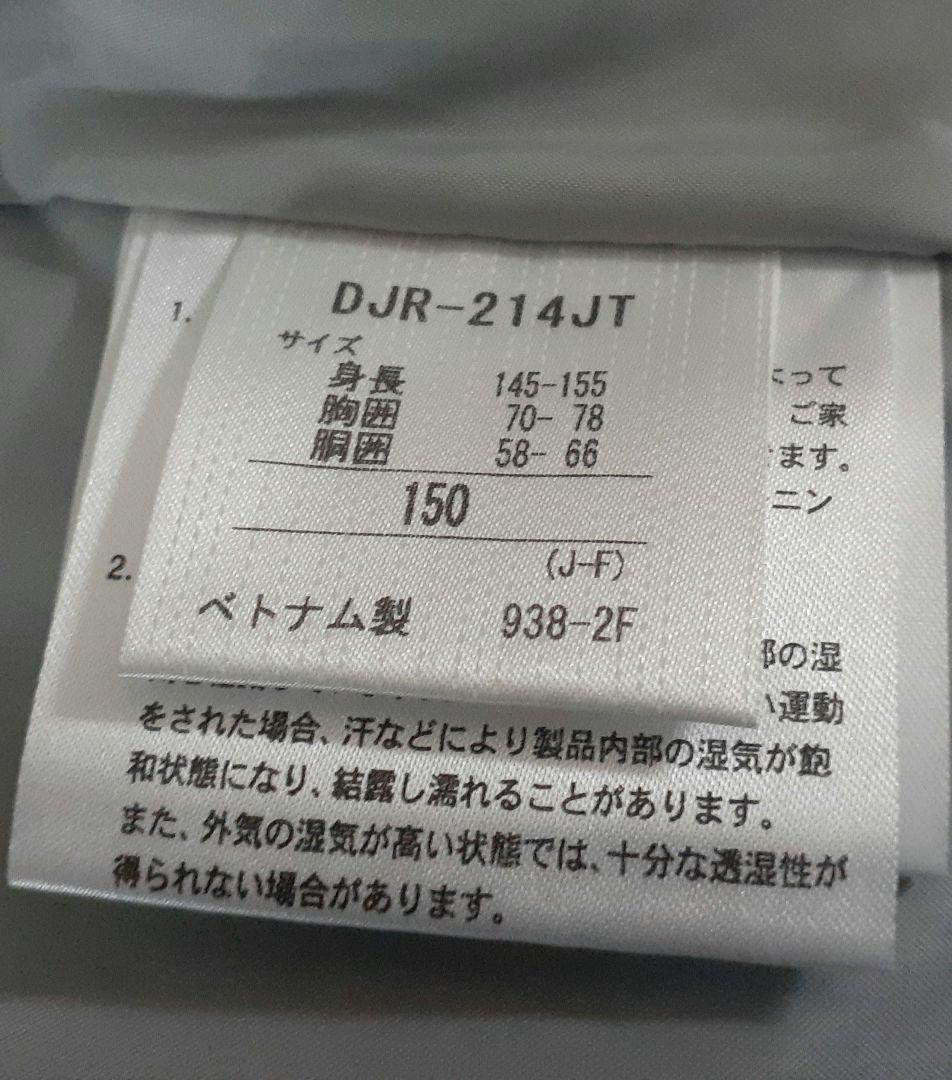 DJR-214JT
サイズ
身長 145-155
胸囲 70- 78
胴囲 58- 66
150
(J-F)
ベトナム製 938-2F
1.
って
ご家
ます。
ニン
2.
の湿
運動
をされた場合、汗などにより製品内部の湿気が飽
和状態になり、結露し濡れることがあります。
また、外気の湿気が高い状態では、十分な透湿性が
得られない場合があります。